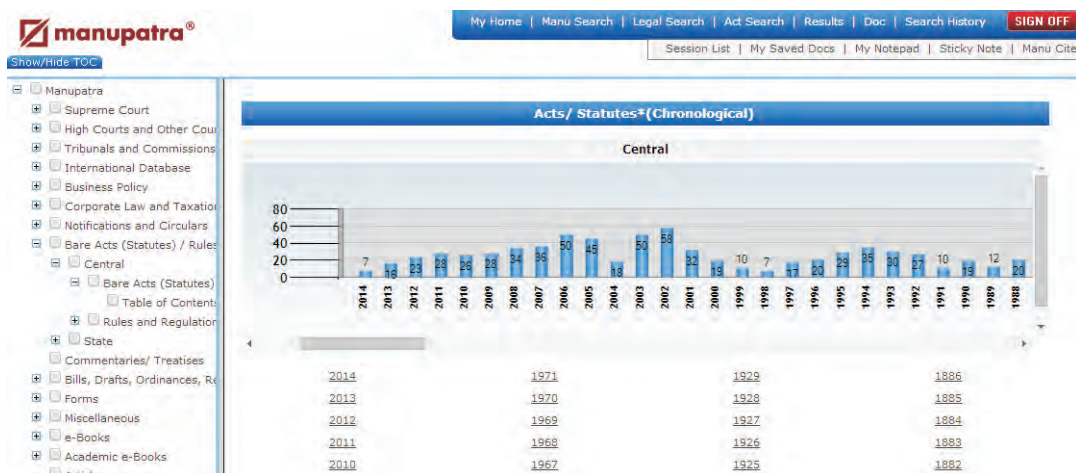 manupatra®
My Home | Manu Search | Legal Search | Act Search | Results | Doc | Search History SIGN OFF
Session List | My Saved Docs | My Notepad | Sticky Note | Manu Cite
Show/Hide TOC
Manupatra
Supreme Court
High Courts and Other Cour
Tribunals and Commissions
International Database
Business Policy
Corporate Law and Taxation
Notifications and Circulars
Bare Acts (Statutes) / Rules
Central
Bare Acts (Statutes)
Table of Contents
Rules and Regulation
State
Commentaries/ Treatises
Bills, Drafts, Ordinances, Re
Forms
Miscellaneous
e-Books
Academic e-Books
Acts/ Statutes*(Chronological)
Central
80
60
40
20
0
7 16 23 28 26 28 34 36 50 45 18 50 58 32 19 10 7 17 20 29 35 30 27 10 19 12 20
2014 2013 2012 2011 2010 2009 2008 2007 2006 2005 2004 2003 2002 2001 2000 1999 1998 1997 1996 1995 1994 1993 1992 1991 1990 1989 1988
2014 1971 1929 1886
2013 1970 1928 1885
2012 1969 1927 1884
2011 1968 1926 1883
2010 1967 1925 1882